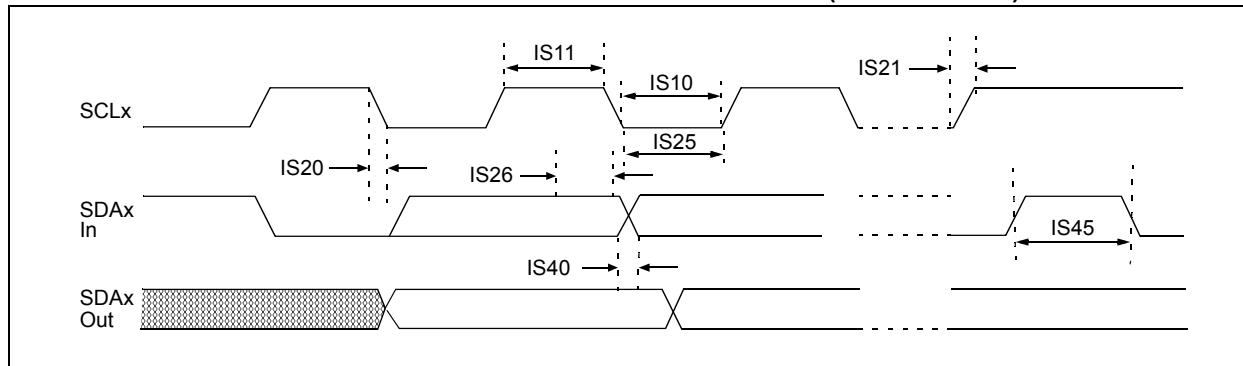 IS11
IS21
IS10
SCLx
IS25
IS20
IS26
SDAx
In
IS45
IS40
SDAx
Out